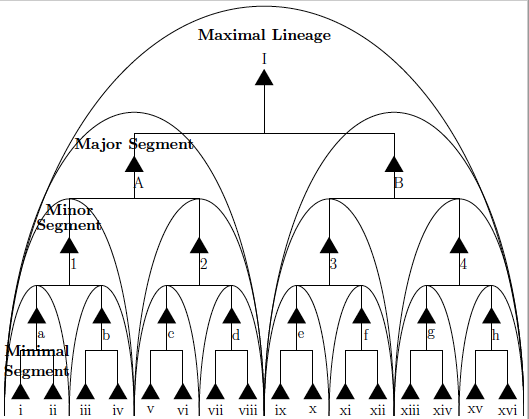 Maximal Lineage
I
Major Segment
A B
Minor
Segment
1 2 3 4
a b c d e f g h
Minimal
Segment
i ii iii iv v vi vii viii ix x xi xii xiii xiv xv xvi